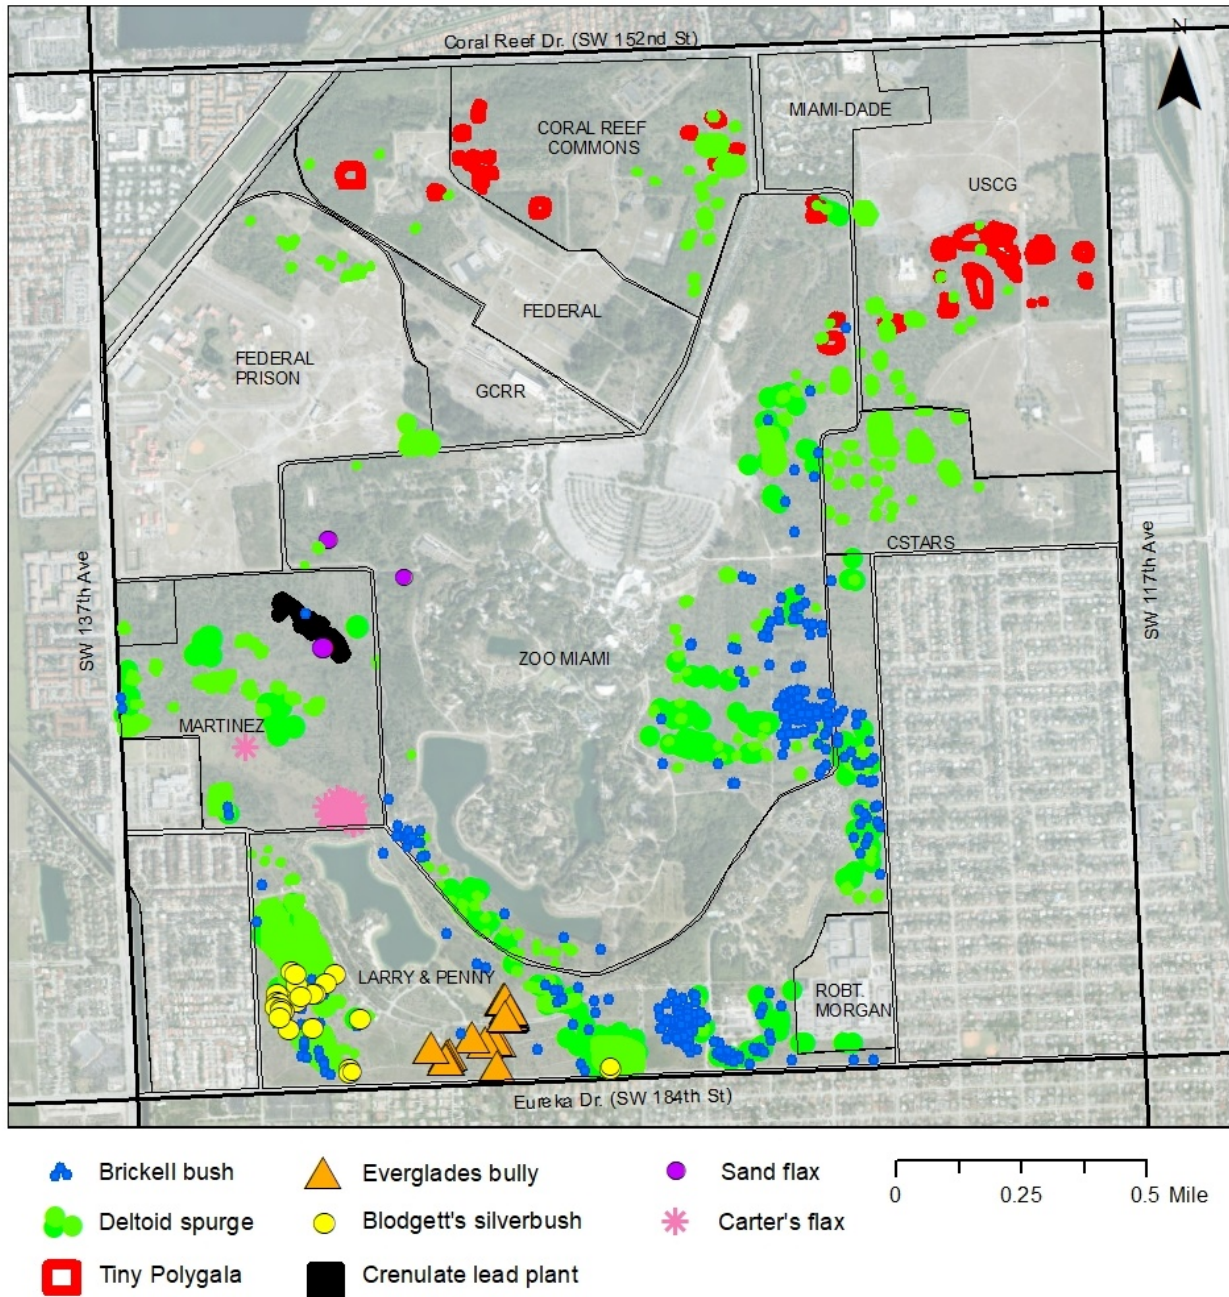 Coral Reef Dr. (SW 152nd St)
N
MIAMI-DADE
CORAL REEF
COMMONS
USCG
FEDERAL
FEDERAL
PRISON
GCRR
CSTARS
SW 137th Ave
SW 117th Ave
ZOO MIAMI
MARTINEZ
LARRY & PENNY
ROBT.
MORGAN
Eureka Dr. (SW 184th St)
Brickell bush
Everglades bully
Sand flax
Deltoid spurge
Blodgett's silverbush
Carter's flax
Tiny Polygala
Crenulate lead plant
0 0.25 0.5 Mile